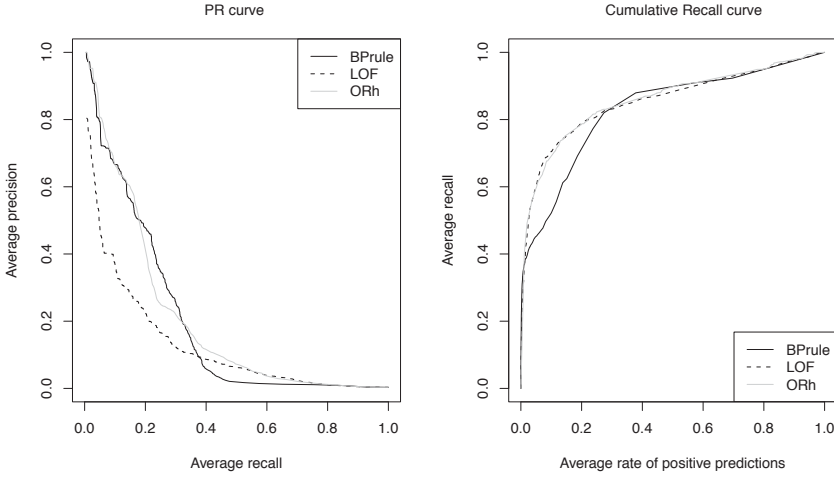 PR curve
Average precision
0.0 0.2 0.4 0.6 0.8 1.0
BPrule
LOF
ORh
0.0 0.2 0.4 0.6 0.8 1.0
Average recall
Cumulative Recall curve
Average recall
0.0 0.2 0.4 0.6 0.8 1.0
BPrule
LOF
ORh
0.0 0.2 0.4 0.6 0.8 1.0
Average rate of positive predictions